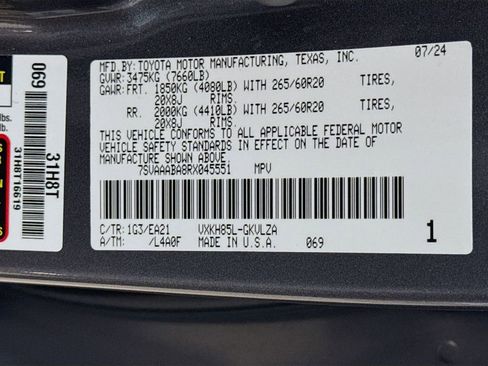 MFD.BY: TOYOTA MOTOR MANUFACTURING, TEXAS, INC. 07/24
GVWR: 3475KG (7660LB)
GAWR: FRT. 1850KG (4080LB) WITH 265/60R20 TIRES,
20X8J RIMS.
RR. 2000KG (4410LB) WITH 265/60R20 TIRES,
20X8J RIMS.
THIS VEHICLE CONFORMS TO ALL APPLICABLE FEDERAL MOTOR
VEHICLE SAFETY STANDARDS IN EFFECT ON THE DATE OF
MANUFACTURE SHOWN ABOVE.
7SVAAABA8RX045551 MPV
C/TR: 1G3/EA21 VXKH85L-GKVLZA
A/TM: /L4A0F MADE IN U.S.A. 069
1
069
31H8T
31H8T16619
lbs.
lbs.